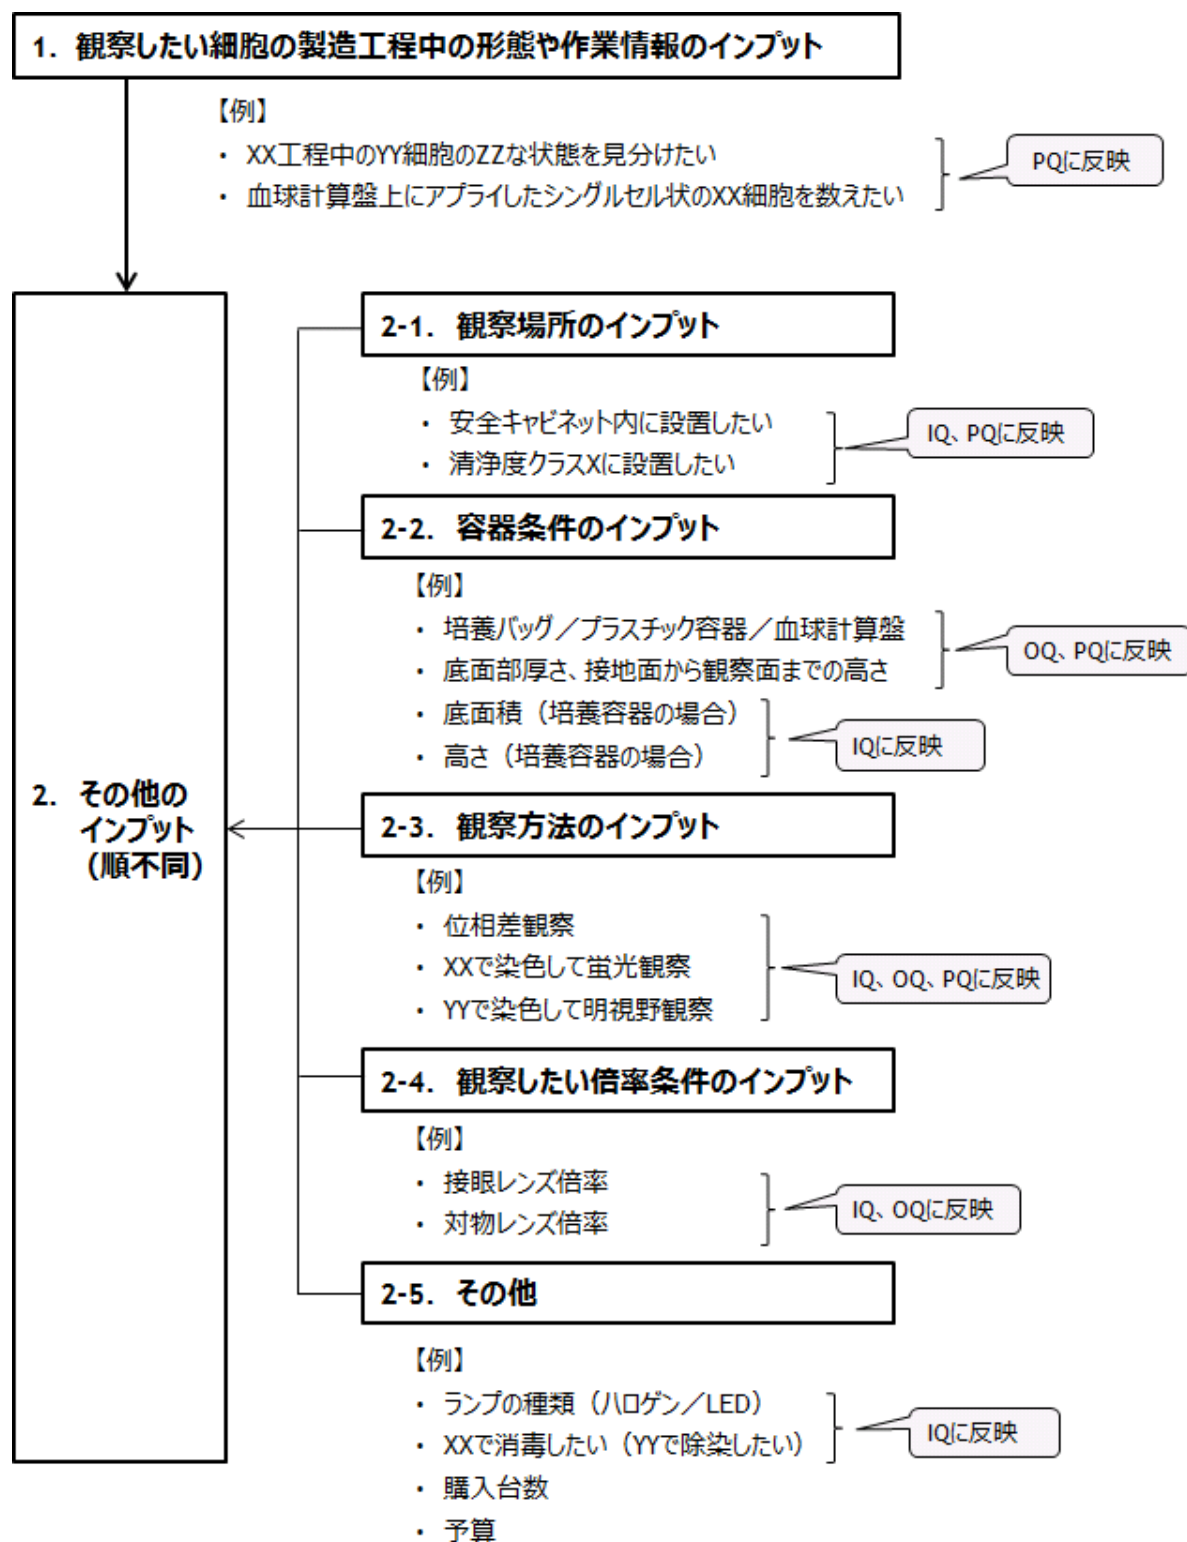 1. 観察したい細胞の製造工程中の形態や作業情報のインプット
【例】
・ XX工程中のYY細胞のZZな状態を見分けたい
・ 血球計算盤上にアプライしたシングルセル状のXX細胞を数えたい
PQに反映
2-1. 観察場所のインプット
【例】
・ 安全キャビネット内に設置したい
・ 清浄度クラスXに設置したい
IQ、PQに反映
2-2. 容器条件のインプット
【例】
・ 培養バッグ／プラスチック容器／血球計算盤
・ 底面部厚さ、接地面から観察面までの高さ
OQ、PQに反映
・ 底面積（培養容器の場合）
・ 高さ（培養容器の場合）
IQに反映
2. その他の
インプット
（順不同）
2-3. 観察方法のインプット
【例】
・ 位相差観察
・ XXで染色して蛍光観察
・ YYで染色して明視野観察
IQ、OQ、PQに反映
2-4. 観察したい倍率条件のインプット
【例】
・ 接眼レンズ倍率
・ 対物レンズ倍率
IQ、OQに反映
2-5. その他
【例】
・ ランプの種類（ハロゲン／LED）
・ XXで消毒したい（YYで除染したい）
IQに反映
・ 購入台数
・ 予算